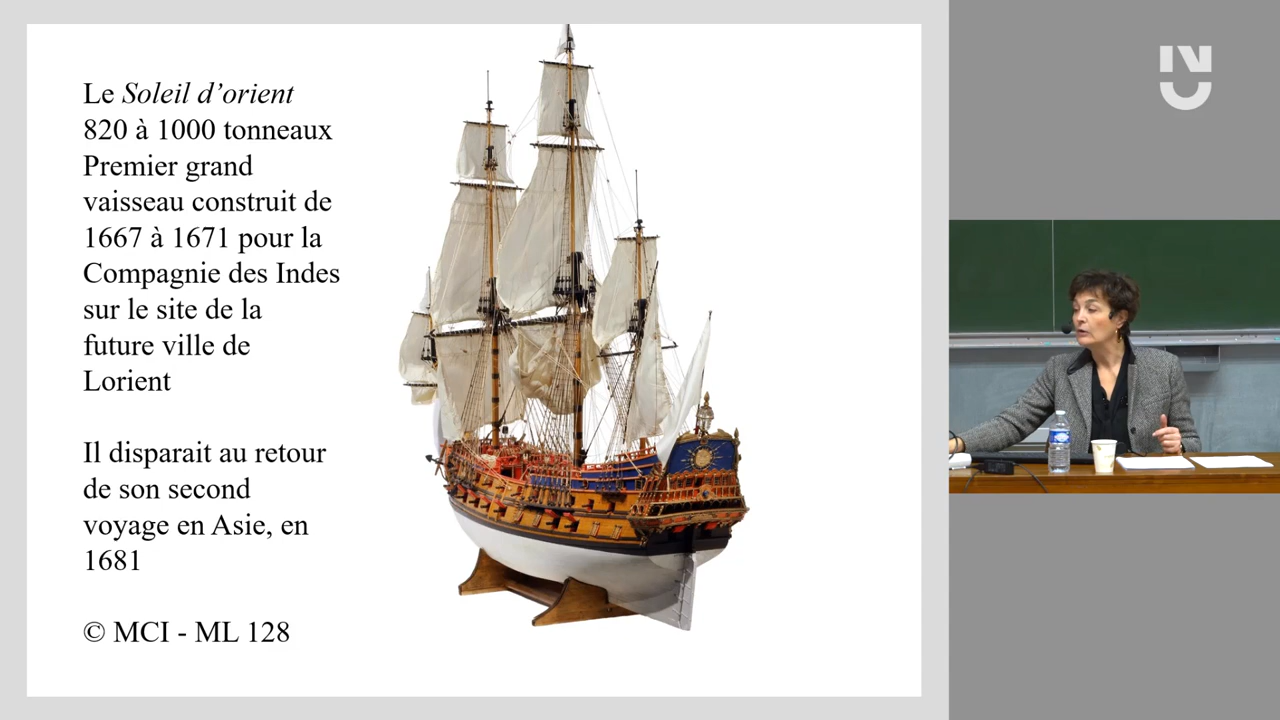 Le Soleil d’orient
820 à 1000 tonneaux
Premier grand
vaisseau construit de
1667 à 1671 pour la
Compagnie des Indes
sur le site de la
future ville de
Lorient
Il disparait au retour
de son second
voyage en Asie, en
1681
© MCI - ML 128